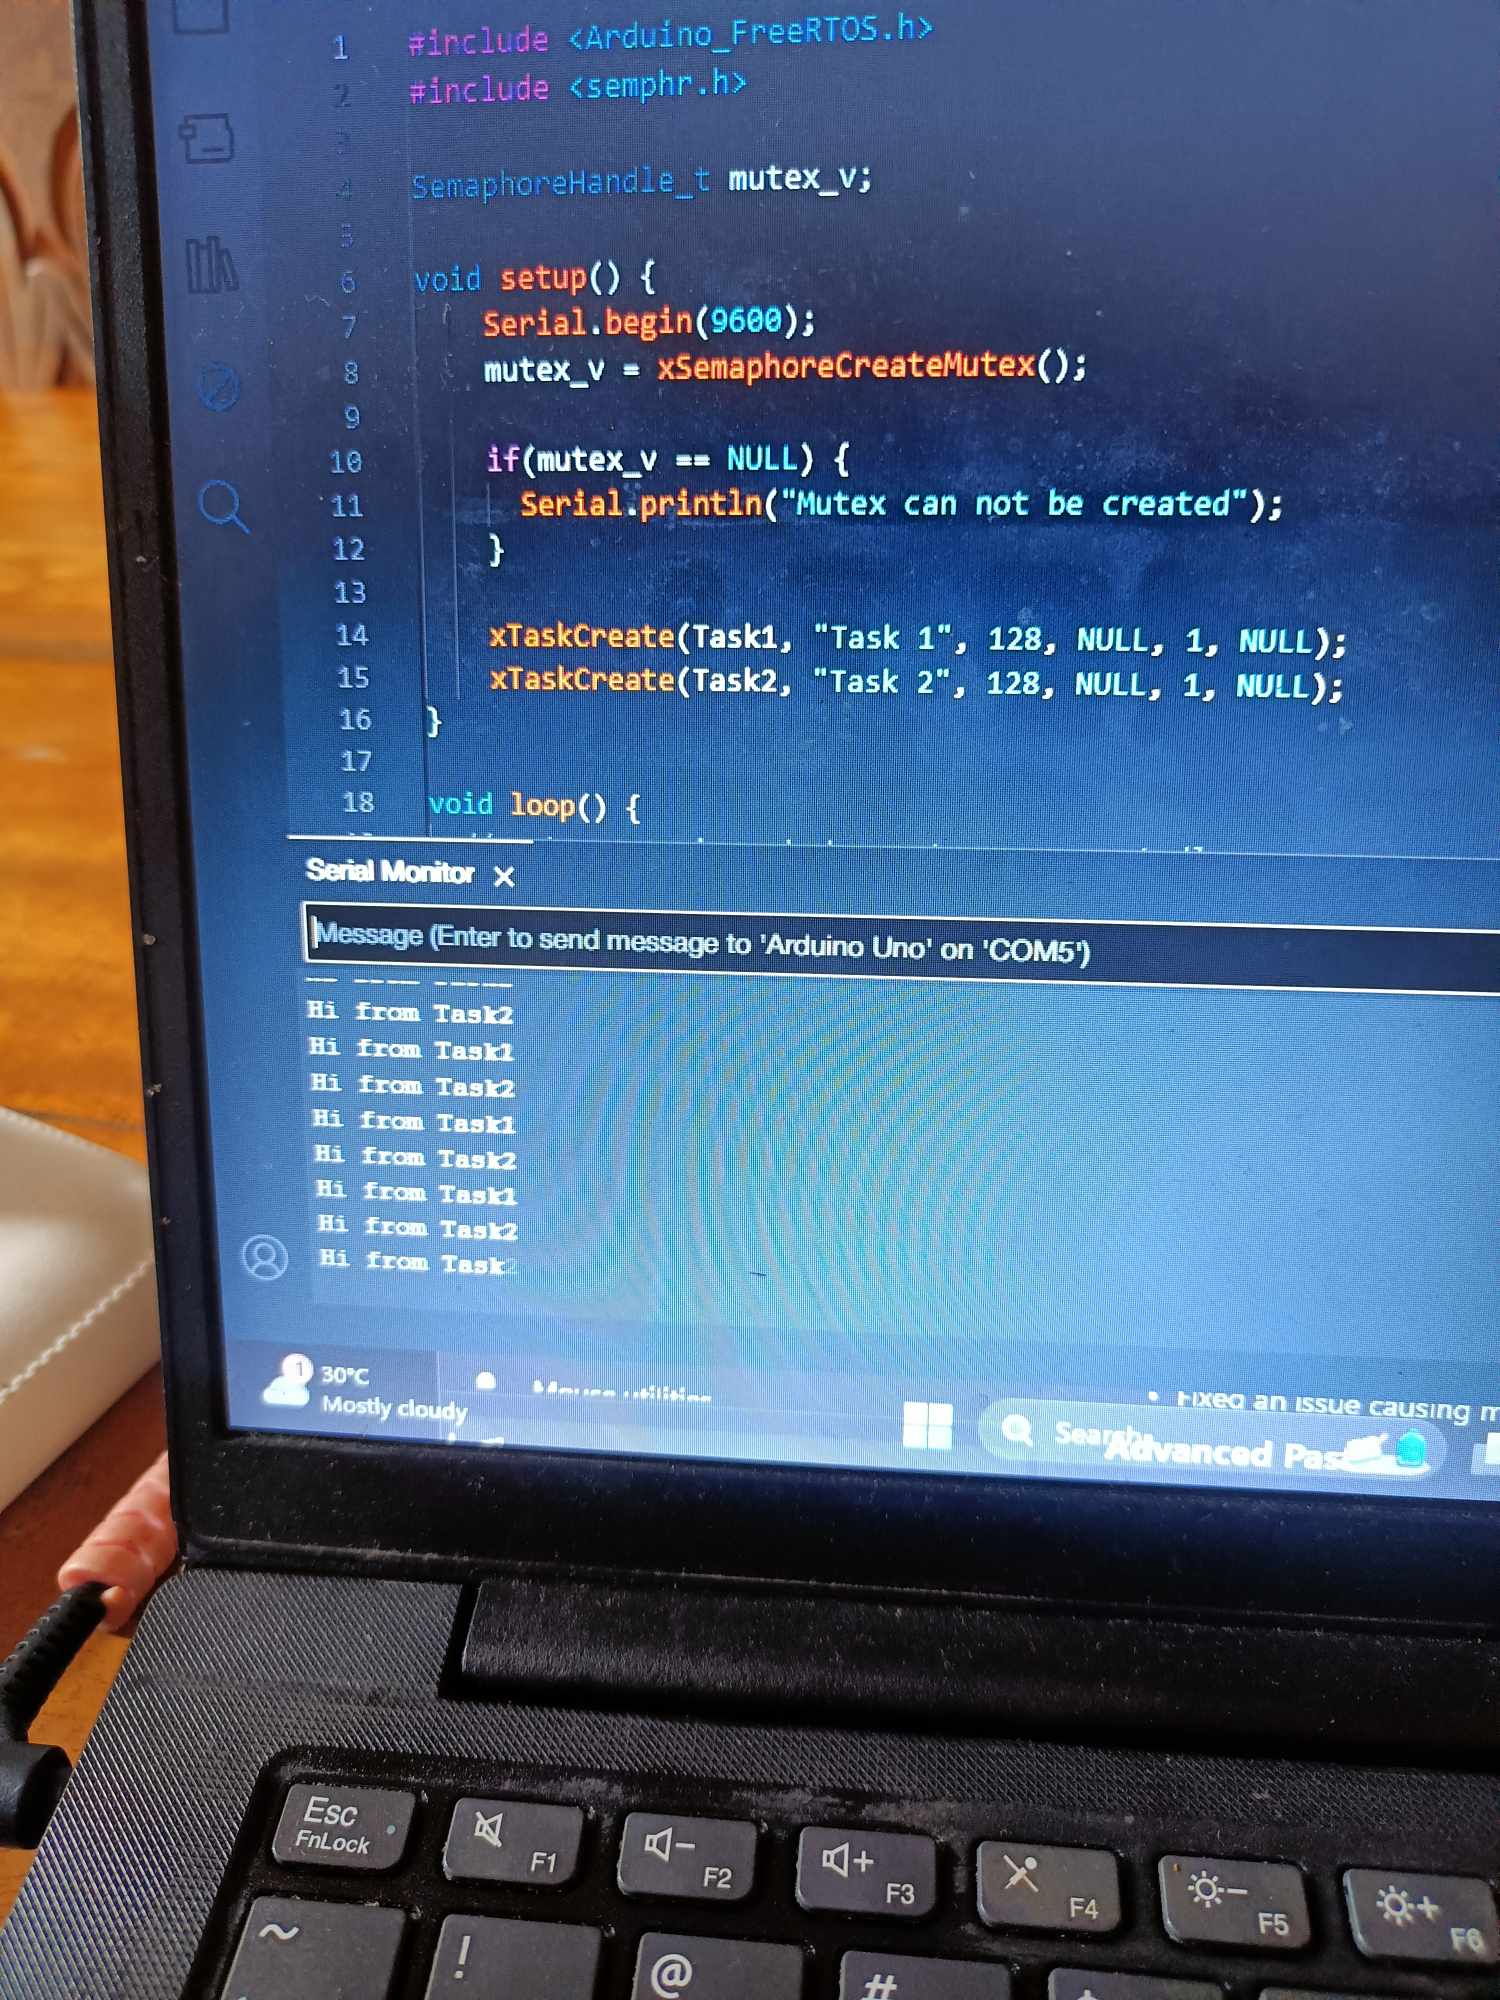 1 #include <Arduino_FreeRTOS.h>
2 #include <semphr.h>
3
4 SemaphoreHandle_t mutex_v;
5
6 void setup() {
7 Serial.begin(9600);
8 mutex_v = xSemaphoreCreateMutex();
9
10 if(mutex_v == NULL) {
11 Serial.println("Mutex can not be created");
12 }
13
14 xTaskCreate(Task1, "Task 1", 128, NULL, 1, NULL);
15 xTaskCreate(Task2, "Task 2", 128, NULL, 1, NULL);
16 }
17
18 void loop() {
Serial Monitor ×
Message (Enter to send message to 'Arduino Uno' on 'COM5')
Hi from Task2
Hi from Task1
Hi from Task2
Hi from Task1
Hi from Task2
Hi from Task1
Hi from Task2
Hi from Task
1
30°C
Mostly cloudy
Mouse utilities
Fixed an issue causing
Search
Advanced
Esc
FnLock
F1
F2
F3
F4
F5
F6
~
!
@
#